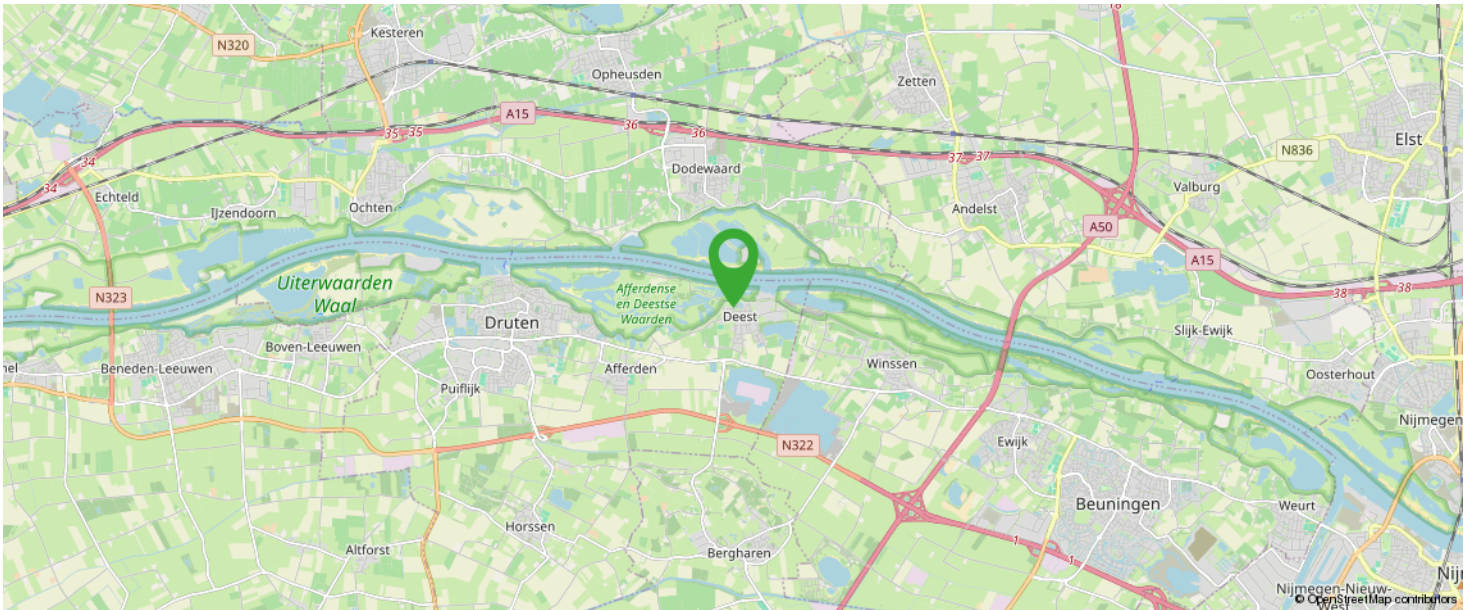 18
N320
Kesteren
Opheusden
Zetten
A15
35
35
36
36
Elst
N836
34
34
37
37
Dodewaard
Valburg
Echteld
IJzendoorn
Ochten
Andelst
A50
A15
Uiterwaarden
Waal
N323
Afferdense
en Deestse
Waarden
38
38
Deest
Druten
Slijk-Ewijk
Boven-Leeuwen
Beneden-Leeuwen
mel
Afferden
Winssen
Oosterhout
Puiflijk
Nijmegen
N322
Ewijk
Beuningen
Weurt
Horssen
Altforst
Bergharen
1
1
Nij
Nijmegen-Nieuw-
West
© OpenStreetMap contributors